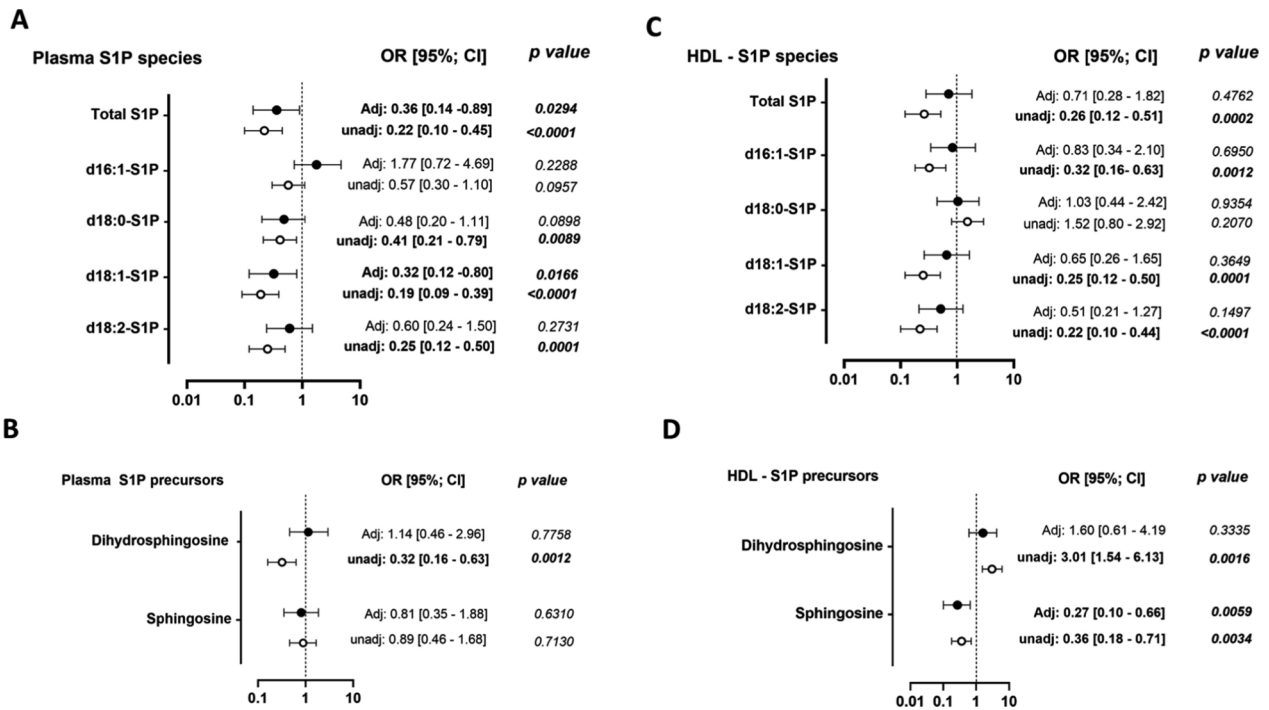 A
Plasma S1P species OR [95%; CI] p value
Total S1P Adj: 0.36 [0.14 -0.89] 0.0294
unadj: 0.22 [0.10 - 0.45] <0.0001
d16:1-S1P Adj: 1.77 [0.72 - 4.69] 0.2288
unadj: 0.57 [0.30 - 1.10] 0.0957
d18:0-S1P Adj: 0.48 [0.20 - 1.11] 0.0898
unadj: 0.41 [0.21 - 0.79] 0.0089
d18:1-S1P Adj: 0.32 [0.12 -0.80] 0.0166
unadj: 0.19 [0.09 - 0.39] <0.0001
d18:2-S1P Adj: 0.60 [0.24 - 1.50] 0.2731
unadj: 0.25 [0.12 - 0.50] 0.0001
0.01 0.1 1 10
B
Plasma S1P precursors OR [95%; CI] p value
Dihydrosphingosine Adj: 1.14 [0.46 - 2.96] 0.7758
unadj: 0.32 [0.16 - 0.63] 0.0012
Sphingosine Adj: 0.81 [0.35 - 1.88] 0.6310
unadj: 0.89 [0.46 - 1.68] 0.7130
0.1 1 10
C
HDL - S1P species OR [95%; CI] p value
Total S1P Adj: 0.71 [0.28 - 1.82] 0.4762
unadj: 0.26 [0.12 - 0.51] 0.0002
d16:1-S1P Adj: 0.83 [0.34 - 2.10] 0.6950
unadj: 0.32 [0.16- 0.63] 0.0012
d18:0-S1P Adj: 1.03 [0.44 - 2.42] 0.9354
unadj: 1.52 [0.80 - 2.92] 0.2070
d18:1-S1P Adj: 0.65 [0.26 - 1.65] 0.3649
unadj: 0.25 [0.12 - 0.50] 0.0001
d18:2-S1P Adj: 0.51 [0.21 - 1.27] 0.1497
unadj: 0.22 [0.10 - 0.44] <0.0001
0.01 0.1 1 10
D
HDL - S1P precursors OR [95%; CI] p value
Dihydrosphingosine Adj: 1.60 [0.61 - 4.19 0.3335
unadj: 3.01 [1.54 - 6.13] 0.0016
Sphingosine Adj: 0.27 [0.10 - 0.66] 0.0059
unadj: 0.36 [0.18 - 0.71] 0.0034
0.01 0.1 1 10